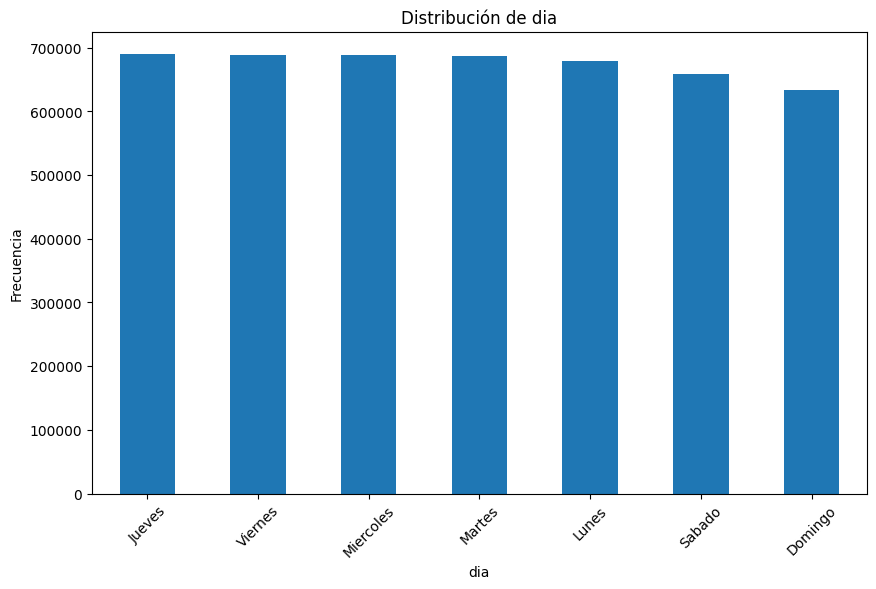 Distribución de dia
Frecuencia
700000
600000
500000
400000
300000
200000
100000
0
Jueves
Viernes
Miercoles
Martes
Lunes
Sabado
Domingo
dia